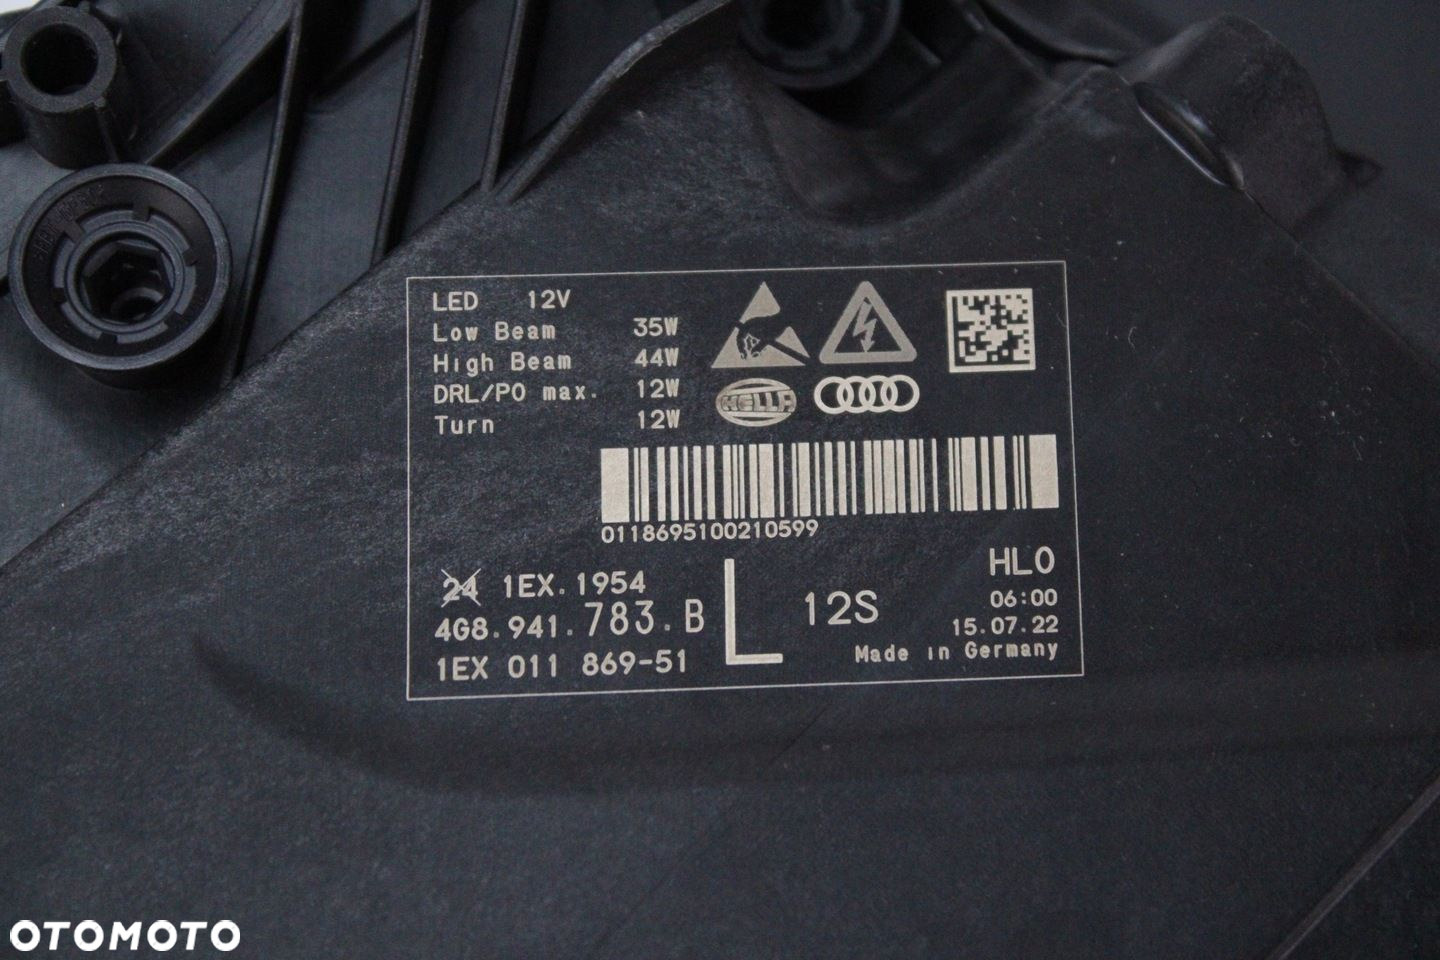 LED 12V
Low Beam 35W
High Beam 44W
DRL/PO max. 12W
Turn 12W
HELLA
0118695100210599
24 1EX.1954
4G8.941.783.B
1EX 011 869-51
L
12S
HLO
06:00
15.07.22
Made in Germany
OTOMOTO